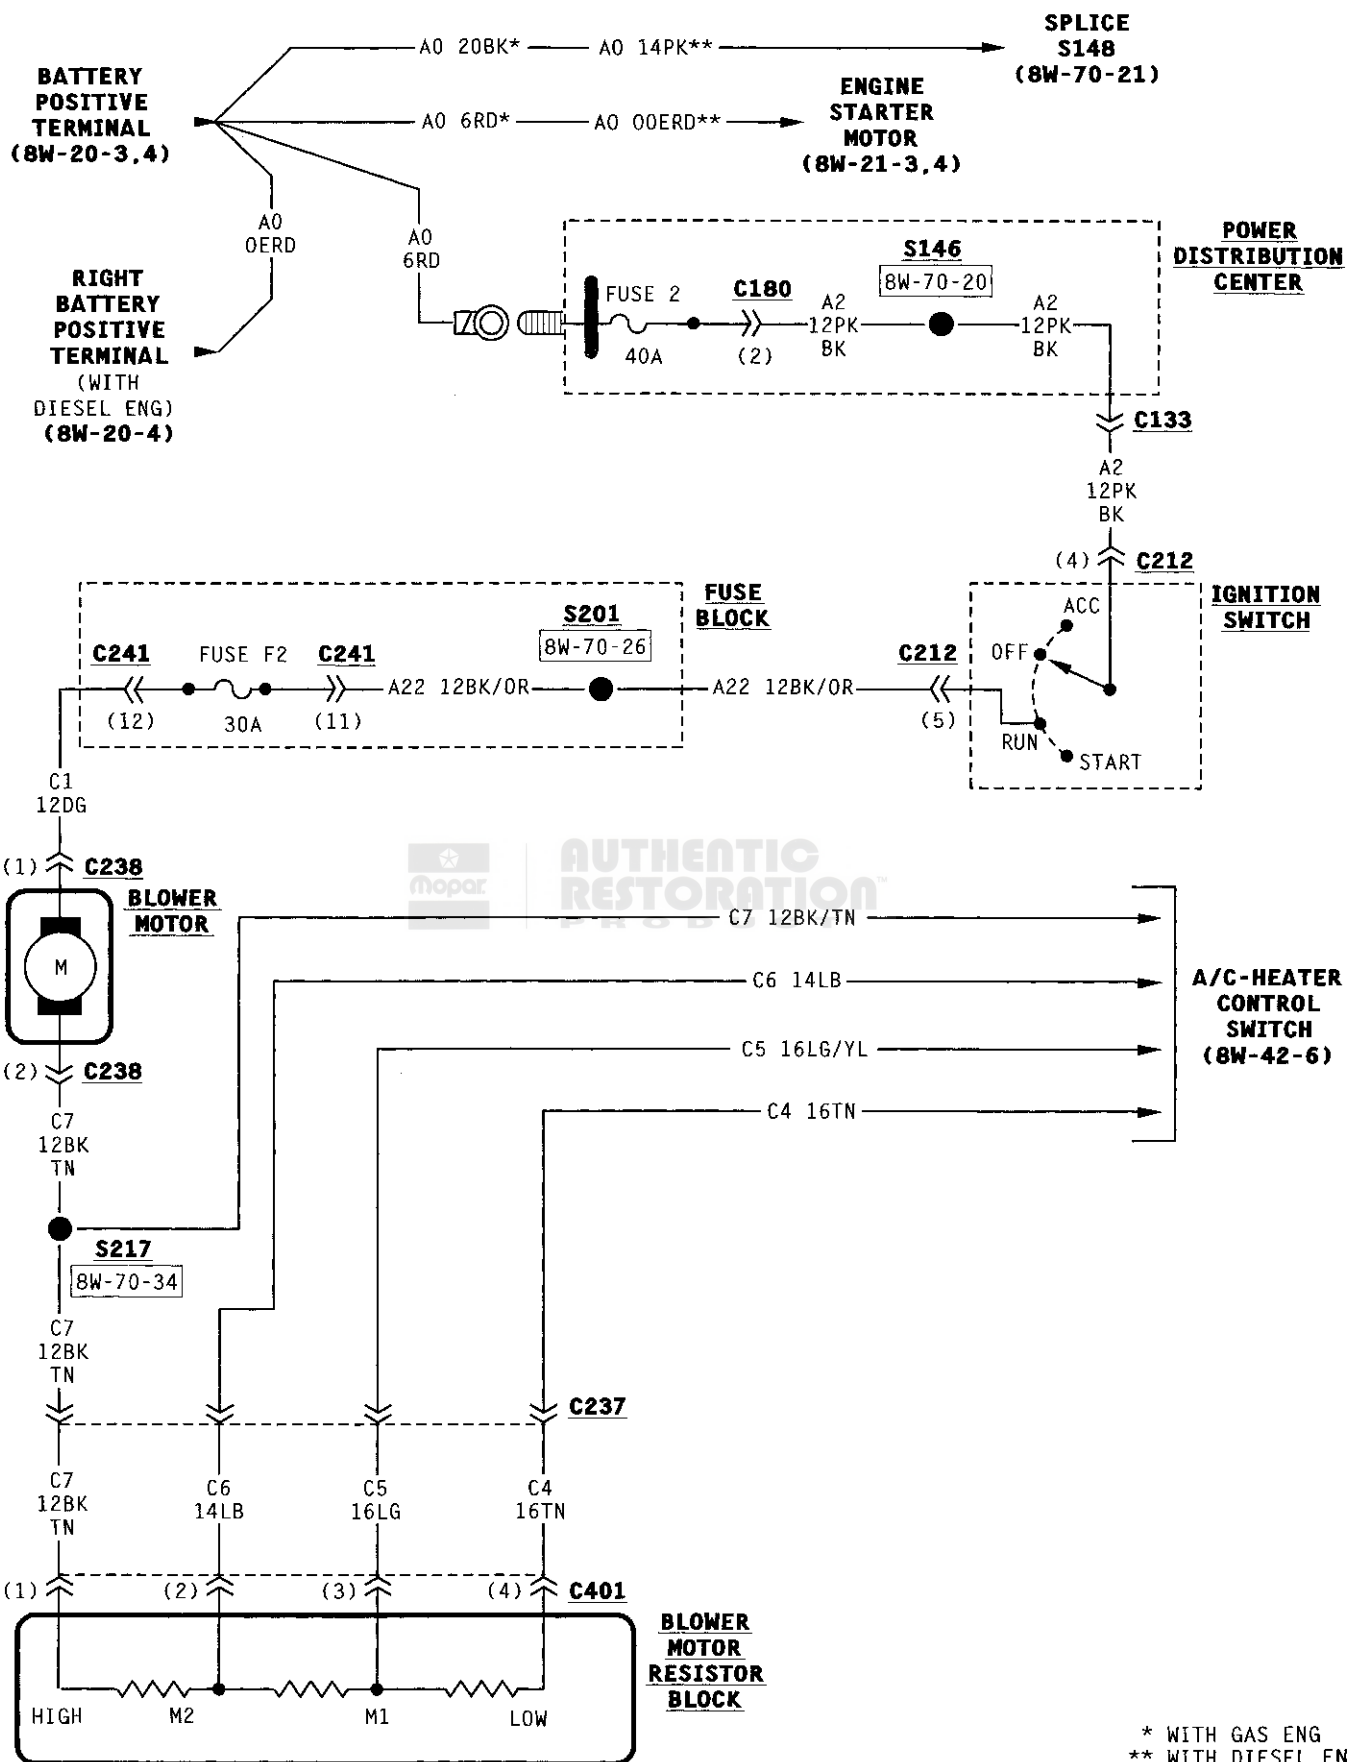 SPLICE
S148
(8W-70-21)
A0 20BK* A0 14PK**
BATTERY
POSITIVE
TERMINAL
(8W-20-3,4)
ENGINE
STARTER
MOTOR
(8W-21-3,4)
A0 6RD* A0 00ERD**
A0
0ERD
A0
6RD
RIGHT
BATTERY
POSITIVE
TERMINAL
(WITH
DIESEL ENG)
(8W-20-4)
POWER
DISTRIBUTION
CENTER
S146
8W-70-20
FUSE 2
40A
C180
(2)
A2
12PK
BK
A2
12PK
BK
C133
A2
12PK
BK
(4) C212
IGNITION
SWITCH
ACC
OFF
RUN
START
FUSE
BLOCK
S201
8W-70-26
C241
(12)
FUSE F2
30A
C241
(11)
A22 12BK/OR
A22 12BK/OR
C212
(5)
C1
12DG
(1) C238
BLOWER
MOTOR
M
(2) C238
Mopar
AUTHENTIC
RESTORATION™
PRODUCT
C7 12BK/TN
C6 14LB
C5 16LG/YL
C4 16TN
A/C-HEATER
CONTROL
SWITCH
(8W-42-6)
C7
12BK
TN
S217
8W-70-34
C7
12BK
TN
C237
C7
12BK
TN
C6
14LB
C5
16LG
C4
16TN
(1) (2) (3) (4) C401
BLOWER
MOTOR
RESISTOR
BLOCK
HIGH M2 M1 LOW
* WITH GAS ENG
** WITH DIESEL EN